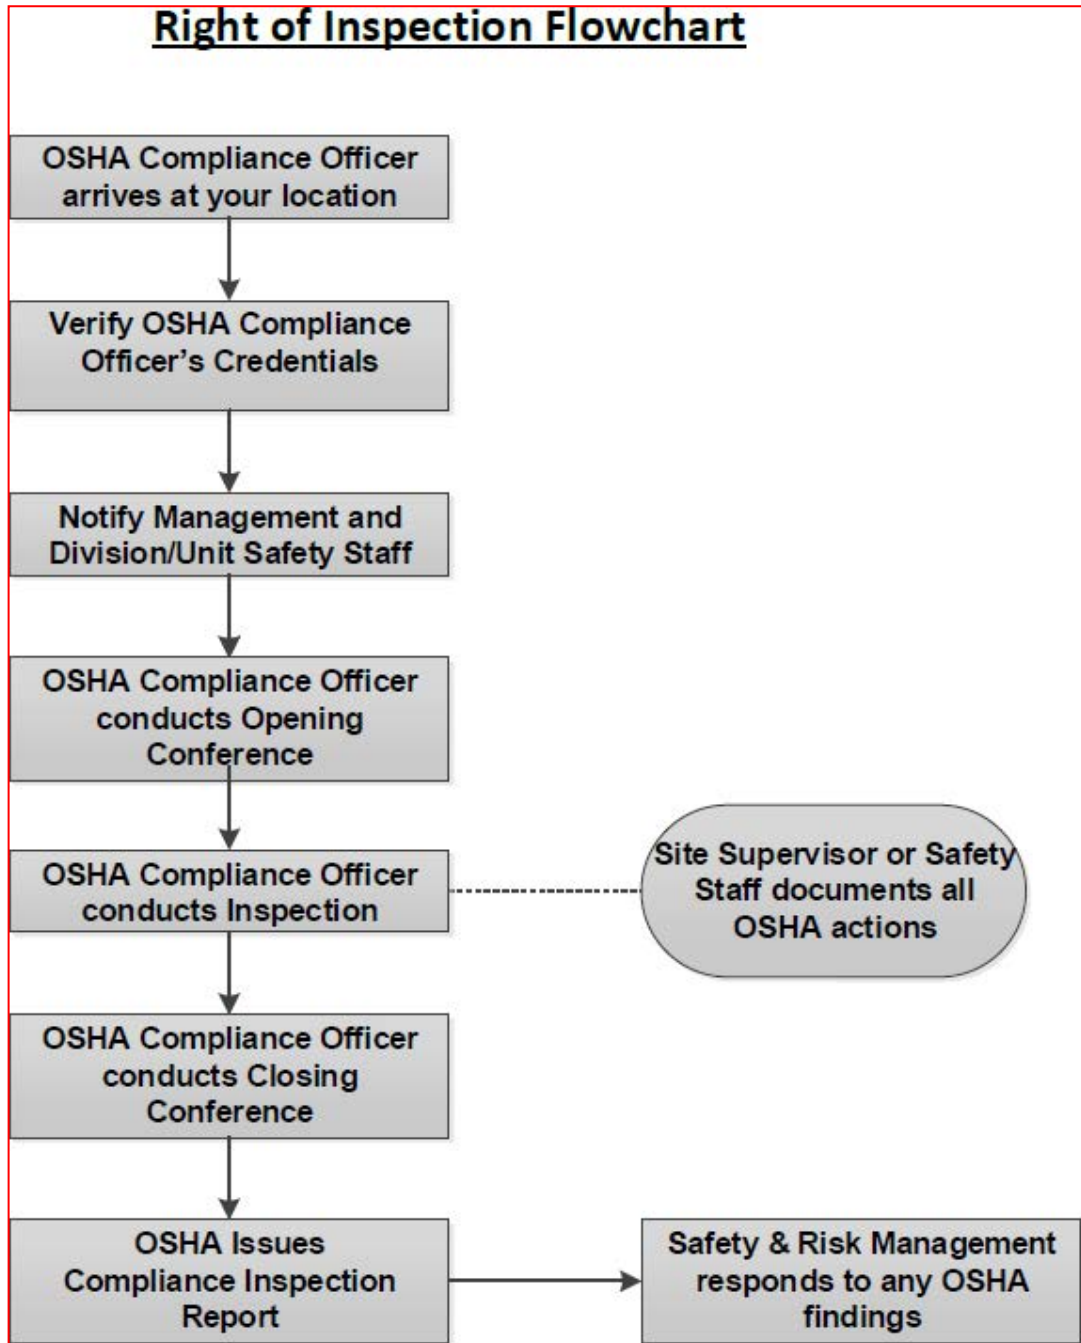 Right of Inspection Flowchart
OSHA Compliance Officer
arrives at your location
Verify OSHA Compliance
Officer's Credentials
Notify Management and
Division/Unit Safety Staff
OSHA Compliance Officer
conducts Opening
Conference
OSHA Compliance Officer
conducts Inspection
Site Supervisor or Safety
Staff documents all
OSHA actions
OSHA Compliance Officer
conducts Closing
Conference
OSHA Issues
Compliance Inspection
Report
Safety & Risk Management
responds to any OSHA
findings